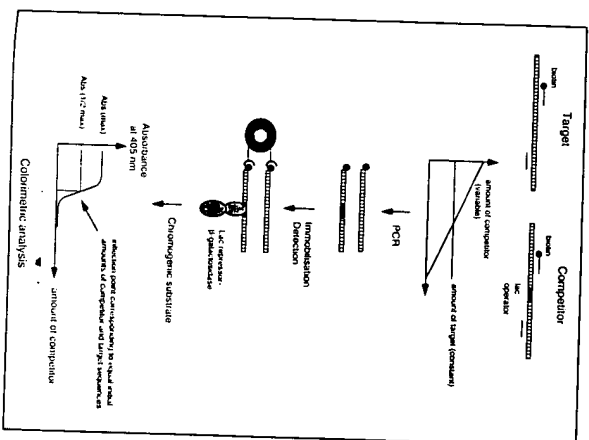 Target
Competitor
biotin
biotin
lac
operator
amount of competitor
(variable)
amount of target (constant)
PCR
Immobilisation
Detection
Lac repressor-
β-galactosidase
Chromogenic substrate
Absorbance
at 405 nm
Abs (max)
Abs (1/2 max)
inflection point corresponding to equal initial
amounts of competitor and target sequences
amount of competitor
Colorimetric analysis